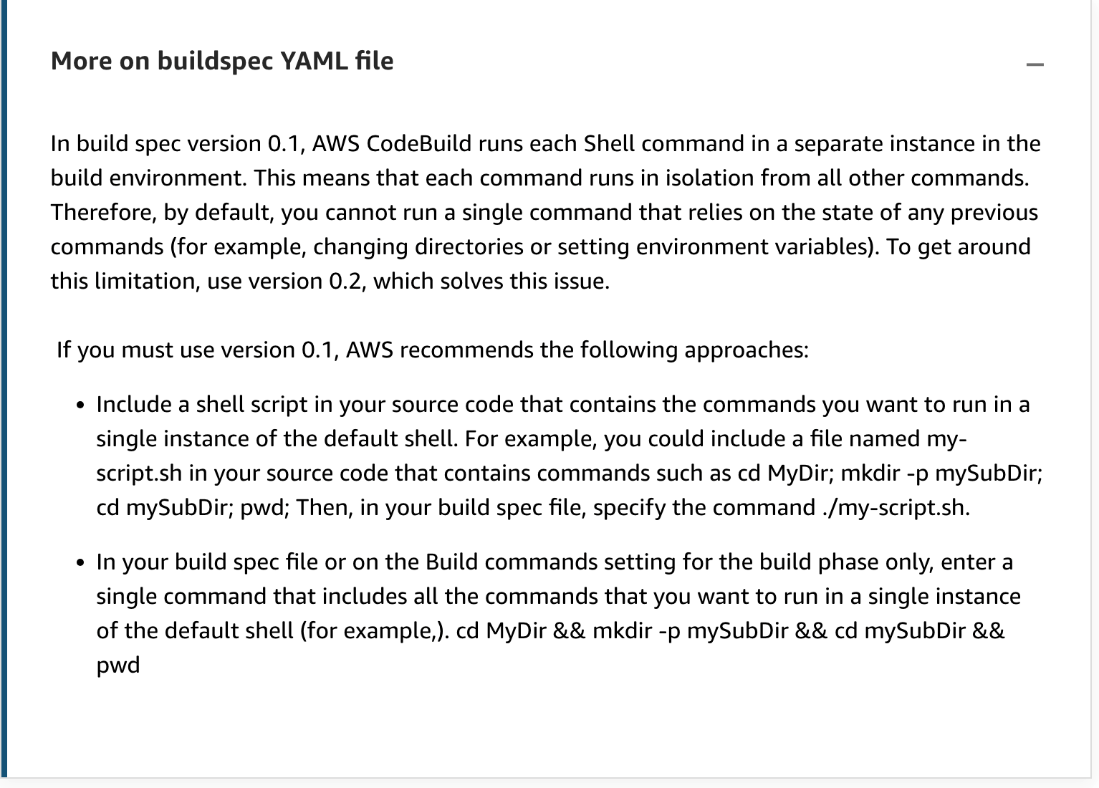 More on buildspec YAML file
In build spec version 0.1, AWS CodeBuild runs each Shell command in a separate instance in the
build environment. This means that each command runs in isolation from all other commands.
Therefore, by default, you cannot run a single command that relies on the state of any previous
commands (for example, changing directories or setting environment variables). To get around
this limitation, use version 0.2, which solves this issue.
If you must use version 0.1, AWS recommends the following approaches:
• Include a shell script in your source code that contains the commands you want to run in a
single instance of the default shell. For example, you could include a file named my-
script.sh in your source code that contains commands such as cd MyDir; mkdir -p mySubDir;
cd mySubDir; pwd; Then, in your build spec file, specify the command ./my-script.sh.
• In your build spec file or on the Build commands setting for the build phase only, enter a
single command that includes all the commands that you want to run in a single instance
of the default shell (for example,). cd MyDir && mkdir -p mySubDir && cd mySubDir &&
pwd